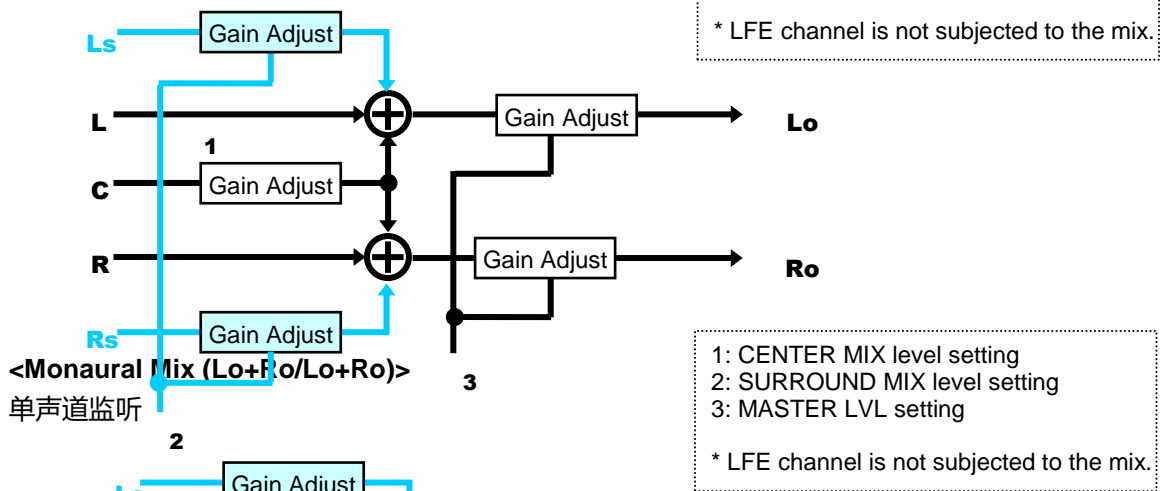 * LFE channel is not subjected to the mix.
Ls
Gain Adjust
L
Gain Adjust
Lo
1
C
Gain Adjust
R
Gain Adjust
Ro
Rs
Gain Adjust
<Monaural Mix (Lo+Ro/Lo+Ro)>
单声道监听
2
3
1: CENTER MIX level setting
2: SURROUND MIX level setting
3: MASTER LVL setting
* LFE channel is not subjected to the mix.
Gain Adjust